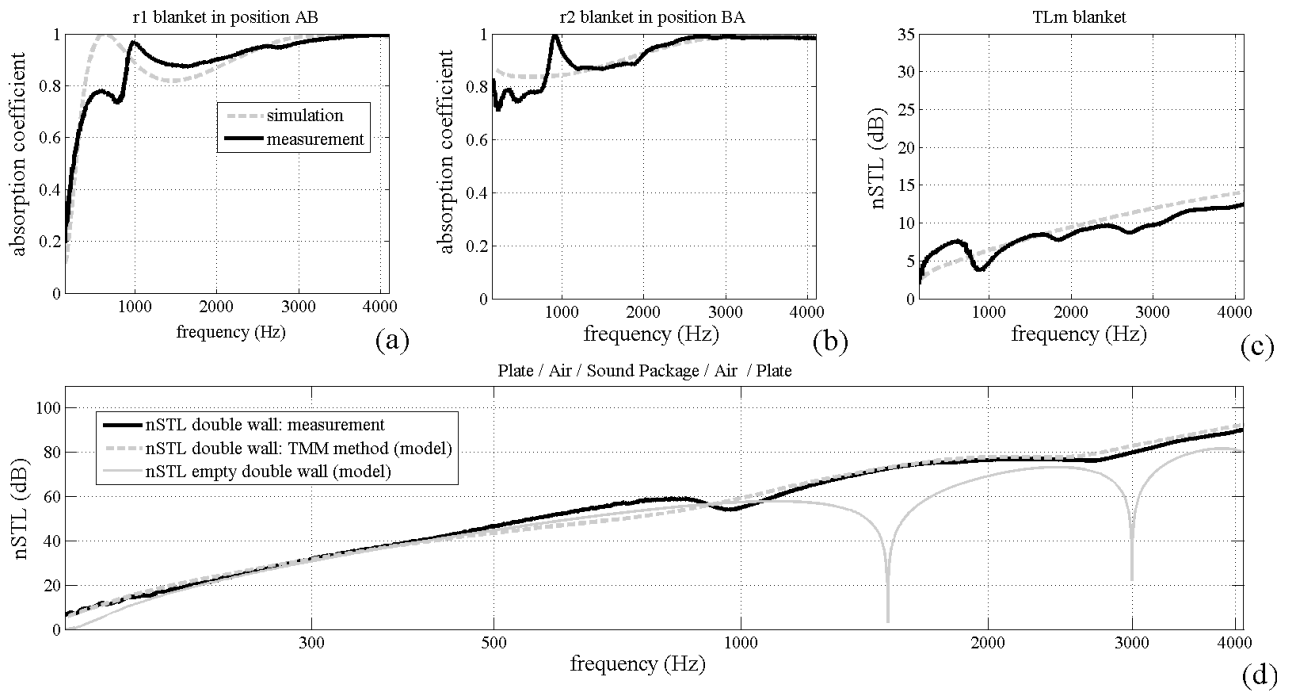 r1 blanket in position AB
absorption coefficient
1
0.8
0.6
0.4
0.2
0
simulation
measurement
1000
2000
3000
4000
frequency (Hz)
(a)
r2 blanket in position BA
absorption coefficient
1
0.8
0.6
0.4
0.2
0
1000
2000
3000
4000
frequency (Hz)
(b)
TLm blanket
nSTL (dB)
35
30
25
20
15
10
5
0
1000
2000
3000
4000
frequency (Hz)
(c)
Plate / Air / Sound Package / Air / Plate
nSTL (dB)
100
80
60
40
20
0
nSTL double wall: measurement
nSTL double wall: TMM method (model)
nSTL empty double wall (model)
300
500
1000
2000
3000
4000
frequency (Hz)
(d)